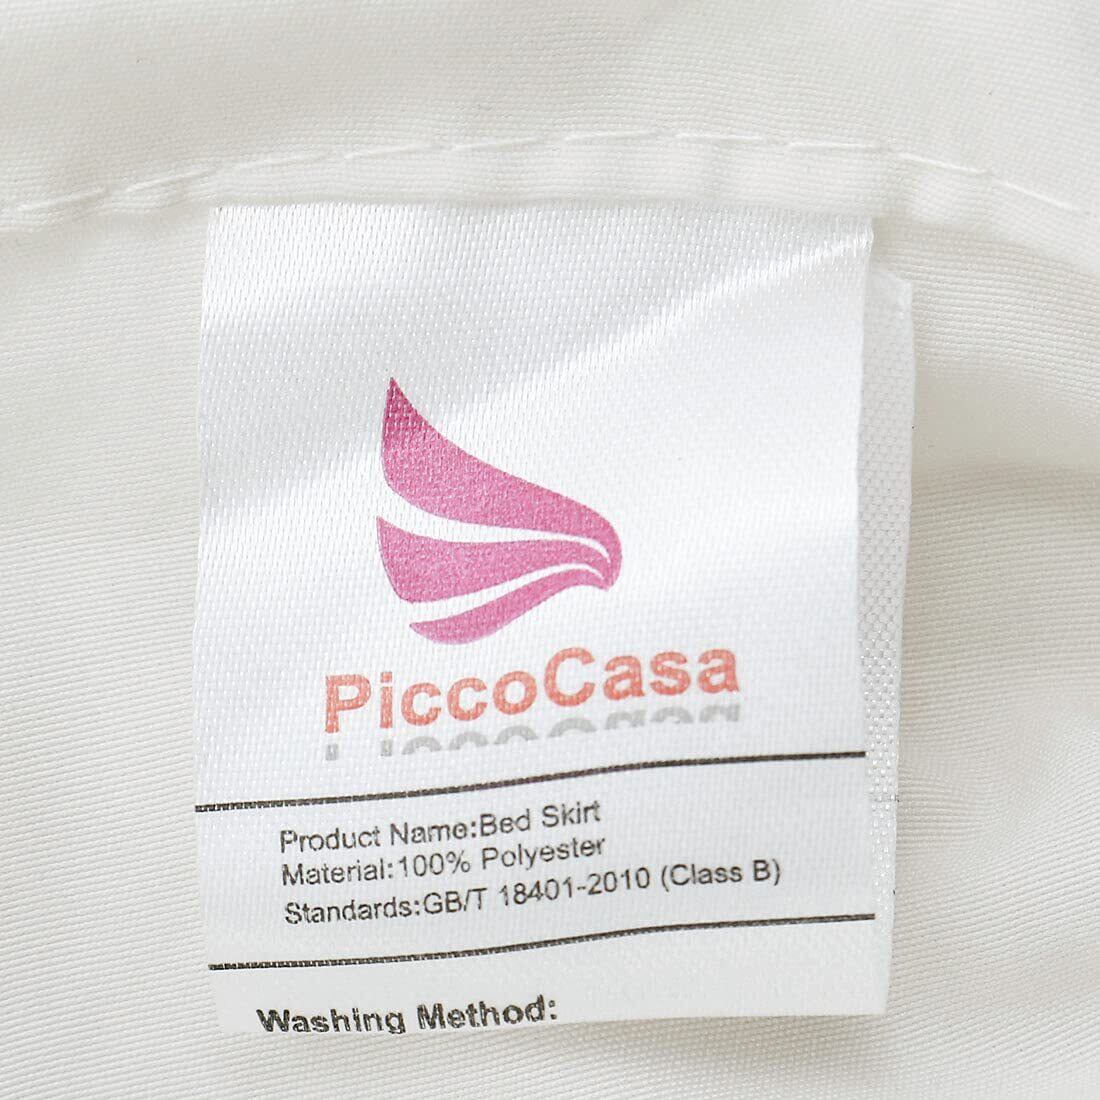 PiccoCasa
Product Name:Bed Skirt
Material:100% Polyester
Standards:GB/T 18401-2010 (Class B)
Washing Method: